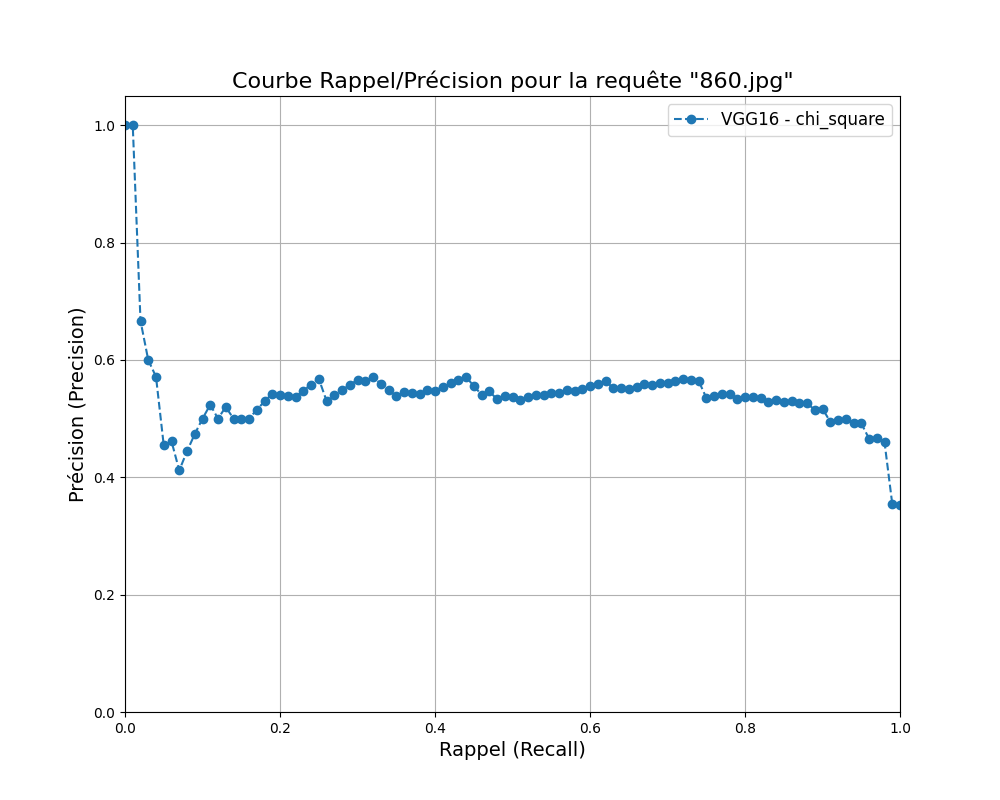 Courbe Rappel/Précision pour la requête "860.jpg"
VGG16 - chi_square
Précision (Precision)
1.0
0.8
0.6
0.4
0.2
0.0
0.0 0.2 0.4 0.6 0.8 1.0
Rappel (Recall)